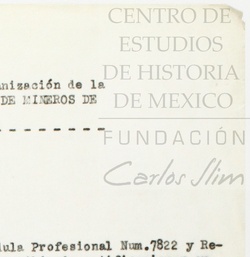 CENTRO DE
ESTUDIOS
DE HISTORIA
DE MEXICO
FUNDACIÓN
Carlos Slim
anización de la
DE MINEROS DE
- - - - - - - - - -
dula Profesional Num.7822 y Re-